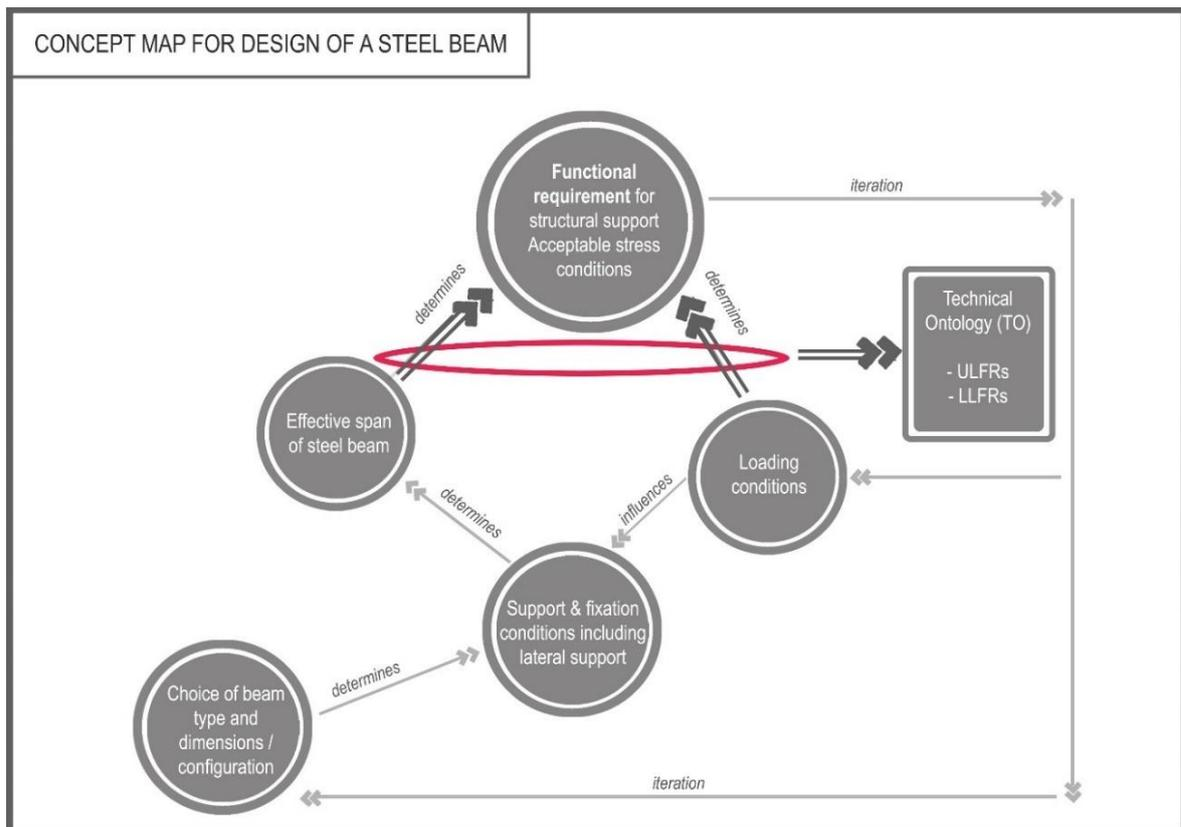 CONCEPT MAP FOR DESIGN OF A STEEL BEAM
Functional
requirement for
structural support
Acceptable stress
conditions
iteration
determines
determines
Technical
Ontology (TO)
- ULFRs
- LLFRs
Effective span
of steel beam
Loading
conditions
determines
influences
Support & fixation
conditions including
lateral support
determines
Choice of beam
type and
dimensions /
configuration
iteration